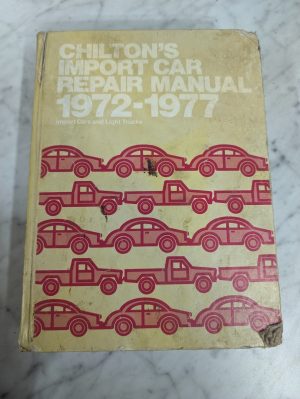 CHILTON'S
IMPORT CAR
REPAIR MANUAL
1972-1977
Import Cars and Light Trucks